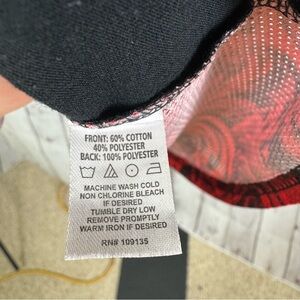 FRONT: 60% COTTON
40% POLYESTER
BACK: 100% POLYESTER
MACHINE WASH COLD
NON CHLORINE BLEACH
IF DESIRED
TUMBLE DRY LOW
REMOVE PROMPTLY
WARM IRON IF DESIRED
RN# 109135